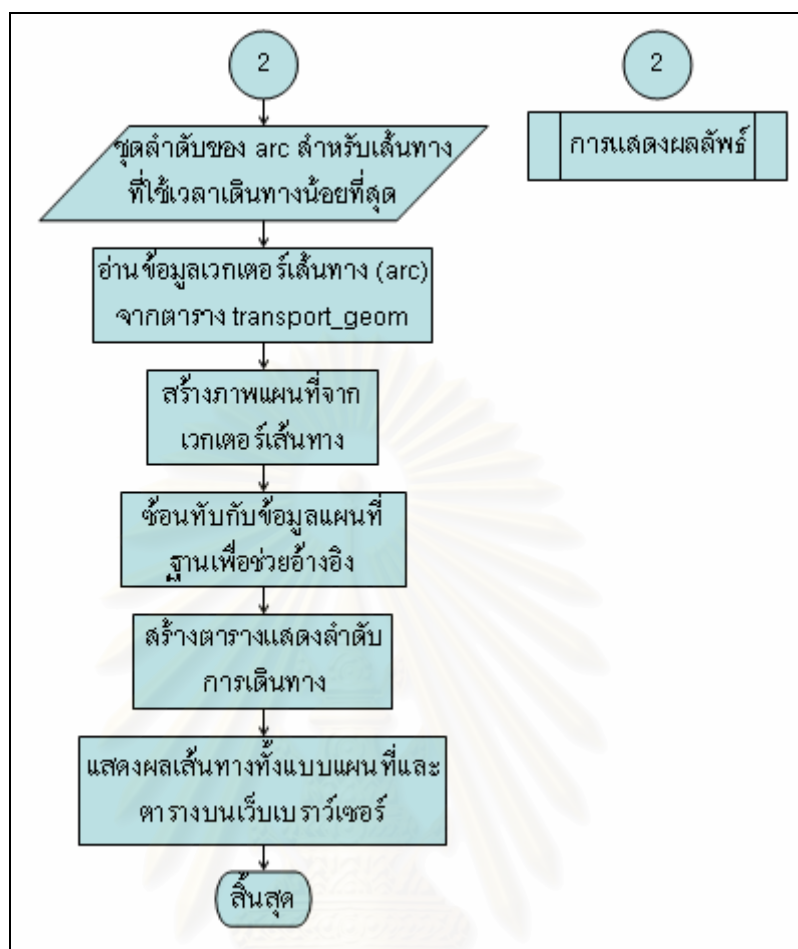 2
ชุดลำดับของ arc สำหรับเส้นทาง
ที่ใช้เวลาเดินทางน้อยที่สุด
อ่านข้อมูลเวกเตอร์เส้นทาง (arc)
จากตาราง transport_geom
สร้างภาพแผนที่จาก
เวกเตอร์เส้นทาง
ซ้อนทับกับข้อมูลแผนที่
ฐานเพื่อช่วยอ้างอิง
สร้างตารางแสดงลำดับ
การเดินทาง
แสดงผลเส้นทางทั้งแบบแผนที่และ
ตารางบนเว็บเบราว์เซอร์
สิ้นสุด
2
การแสดงผลลัพธ์